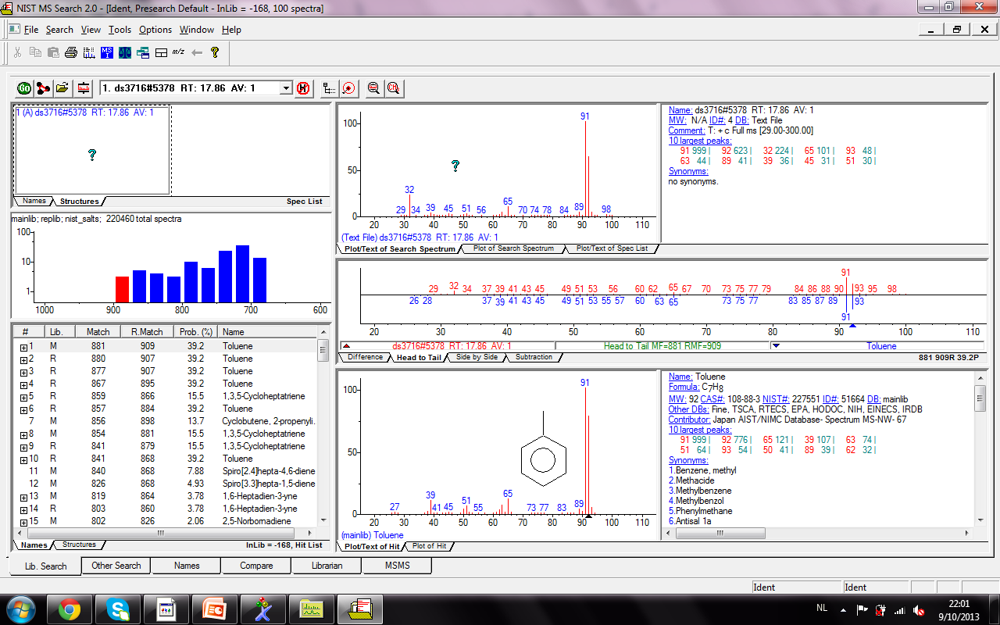 NIST MS Search 2.0 - [Ident, Presearch Default - InLib = -168, 100 spectra]
File Search View Tools Options Window Help
MS I m/z ?
Go 1. ds3716#5378 RT: 17.86 AV: 1
1 (A) ds3716#5378 RT: 17.86 AV: 1
?
Names Structures Spec List
mainlib; replib; nist_salts; 220460 total spectra
100
10
1
1000 900 800 700 600
# Lib. Match R.Match Prob. (%) Name
1 M 881 909 39.2 Toluene
2 R 880 907 39.2 Toluene
3 R 877 907 39.2 Toluene
4 R 867 895 39.2 Toluene
5 R 859 866 15.5 1,3,5-Cycloheptatriene
6 R 857 884 39.2 Toluene
7 M 856 898 13.7 Cyclobutene, 2-propenyli.
8 M 854 881 15.5 1,3,5-Cycloheptatriene
9 R 841 879 15.5 1,3,5-Cycloheptatriene
10 R 841 868 39.2 Toluene
11 M 840 868 7.88 Spiro[2.4]hepta-4,6-diene
12 M 826 868 4.93 Spiro[3.3]hepta-1,5-diene
13 M 819 864 3.78 1,6-Heptadien-3-yne
14 R 803 860 3.78 1,6-Heptadien-3-yne
15 M 802 826 2.06 2,5-Norbornadiene
Names Structures InLib = -168, Hit List
91
100
?
50
32
65
29 34 39 45 51 56 70 74 78 84 89 98
0
20 30 40 50 60 70 80 90 100 110
(Text File) ds3716#5378 RT: 17.86 AV: 1
Plot/Text of Search Spectrum Plot of Search Spectrum Plot/Text of Spec List
Name: ds3716#5378 RT: 17.86 AV: 1
MW: N/A ID#: 4 DB: Text File
Comment: T: + c Full ms [29.00-300.00]
10 largest peaks:
91 999 | 92 623 | 32 224 | 65 101 | 93 48 |
63 44 | 89 41 | 39 36 | 45 31 | 51 30 |
Synonyms:
no synonyms.
91
29 32 34 37 39 41 43 45 49 51 53 56 60 62 65 67 70 73 75 77 79 84 86 88 90 93 95 98
26 28 37 39 41 43 45 49 51 53 55 57 60 63 65 73 75 77 83 85 87 89 93
91
20 30 40 50 60 70 80 90 100 110
ds3716#5378 RT: 17.86 AV: 1 Head to Tail MF=881 RMF=909 Toluene
Difference Head to Tail Side by Side Subtraction 881 909R 39.2P
91
100
50
39 51 65
27 41 45 55 73 77 83 89
0
20 30 40 50 60 70 80 90 100 110
(mainlib) Toluene
Plot/Text of Hit Plot of Hit
Name: Toluene
Formula: C7H8
MW: 92 CAS#: 108-88-3 NIST#: 227551 ID#: 51664 DB: mainlib
Other DBs: Fine, TSCA, RTECS, EPA, HODOC, NIH, EINECS, IRDB
Contributor: Japan AIST/NIMC Database- Spectrum MS-NW- 67
10 largest peaks:
91 999 | 92 776 | 65 121 | 39 107 | 63 74 |
51 64 | 93 54 | 50 41 | 89 39 | 62 32 |
Synonyms:
1.Benzene, methyl
2.Methacide
3.Methylbenzene
4.Methylbenzol
5.Phenylmethane
6.Antisal 1a
Lib. Search Other Search Names Compare Librarian MSMS
Ident Ident
NL
22:01
9/10/2013